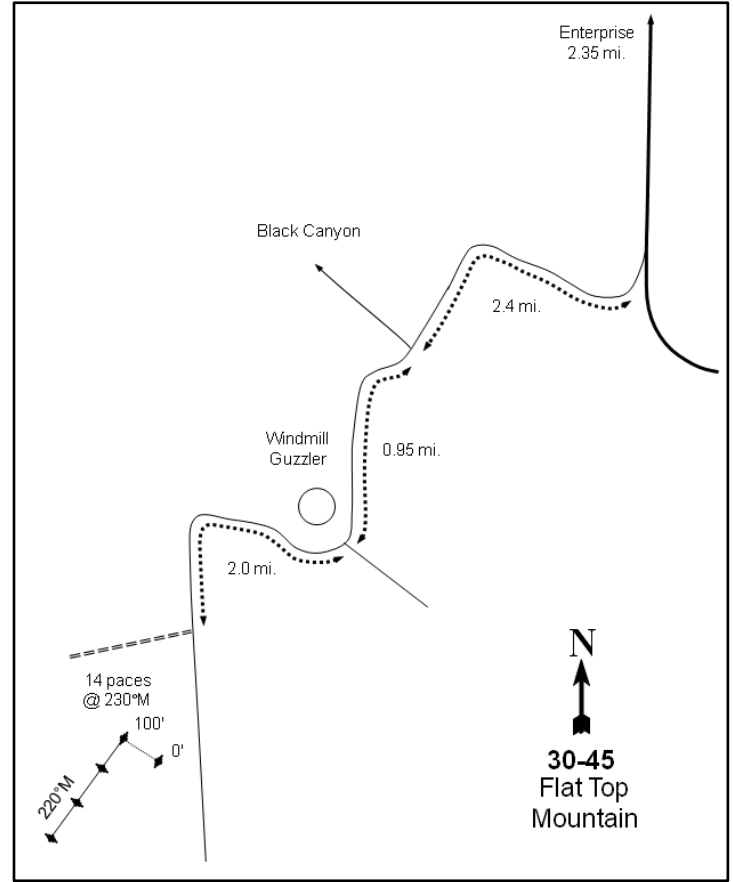 Enterprise
2.35 mi.
Black Canyon
2.4 mi.
Windmill
Guzzler
0.95 mi.
2.0 mi.
14 paces
@ 230°M
100'
0'
220°M
N
30-45
Flat Top
Mountain